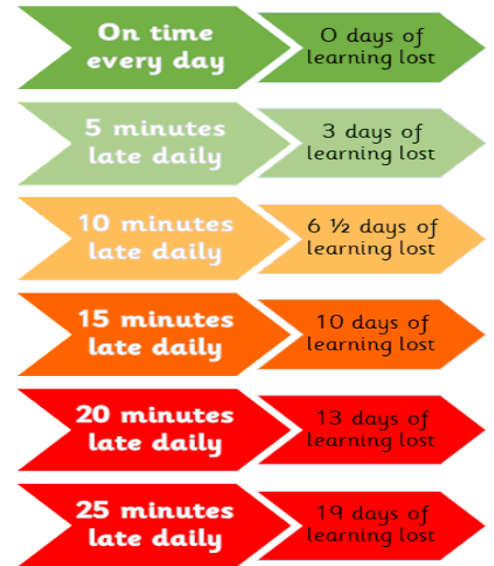 On time
every day
0 days of
learning lost
5 minutes
late daily
3 days of
learning lost
10 minutes
late daily
6 ½ days of
learning lost
15 minutes
late daily
10 days of
learning lost
20 minutes
late daily
13 days of
learning lost
25 minutes
late daily
19 days of
learning lost